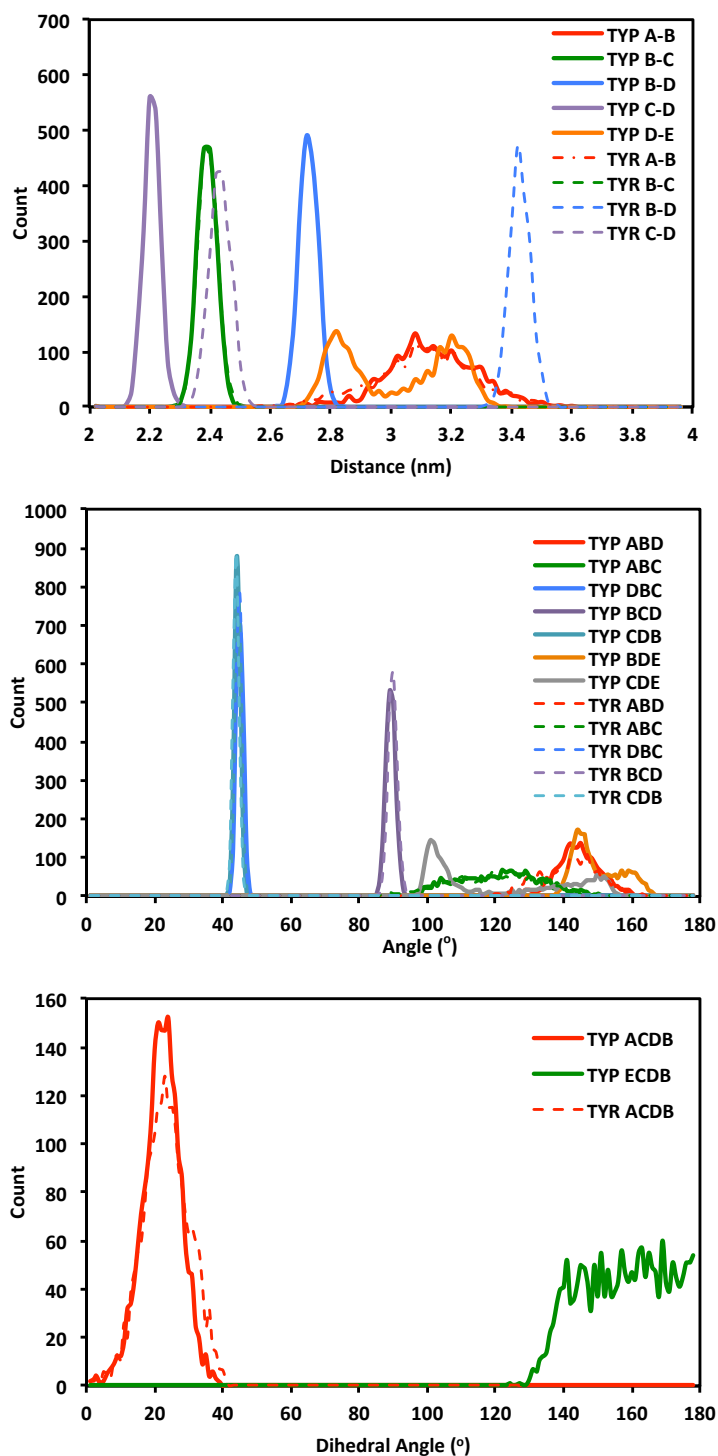 700
600
500
400
300
200
100
0
Count
2
2.2
2.4
2.6
2.8
3
3.2
3.4
3.6
3.8
4
Distance (nm)
TYP A-B
TYP B-C
TYP B-D
TYP C-D
TYP D-E
TYR A-B
TYR B-C
TYR B-D
TYR C-D
1000
900
800
700
600
500
400
300
200
100
0
Count
0
20
40
60
80
100
120
140
160
180
Angle (°)
TYP ABD
TYP ABC
TYP DBC
TYP BCD
TYP CDB
TYP BDE
TYP CDE
TYR ABD
TYR ABC
TYR DBC
TYR BCD
TYR CDB
160
140
120
100
80
60
40
20
0
Count
0
20
40
60
80
100
120
140
160
180
Dihedral Angle (°)
TYP ACDB
TYP ECDB
TYR ACDB